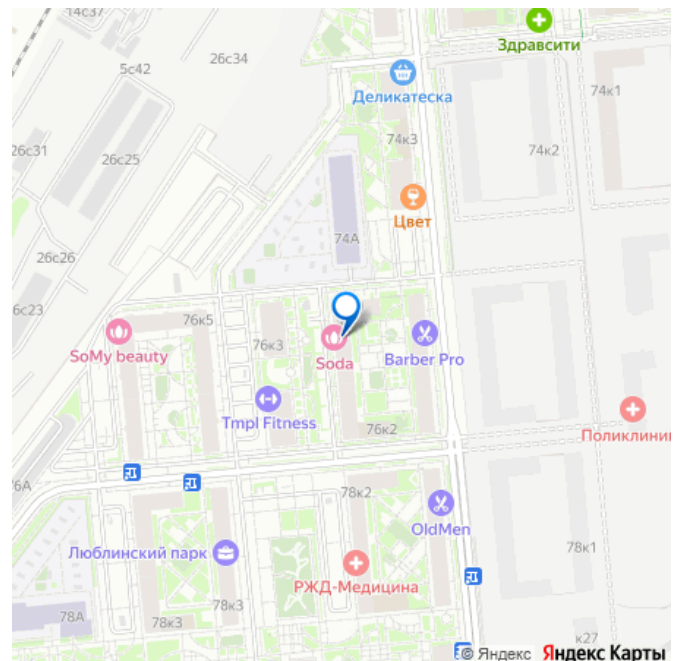 14с37
Здравсити
26с34
5с42
Деликатеска
74к1
74к3
74к2
26с31
26с25
Цвет
74А
26с26
6с23
76к5
SoMy beauty
76к3
Soda
Barber Pro
Tmpl Fitness
76к2
Поликлини
76А
78к2
OldMen
Люблинский парк
78к1
РЖД-Медицина
78А
78к3
78к3
к27
© Яндекс Яндекс Карты